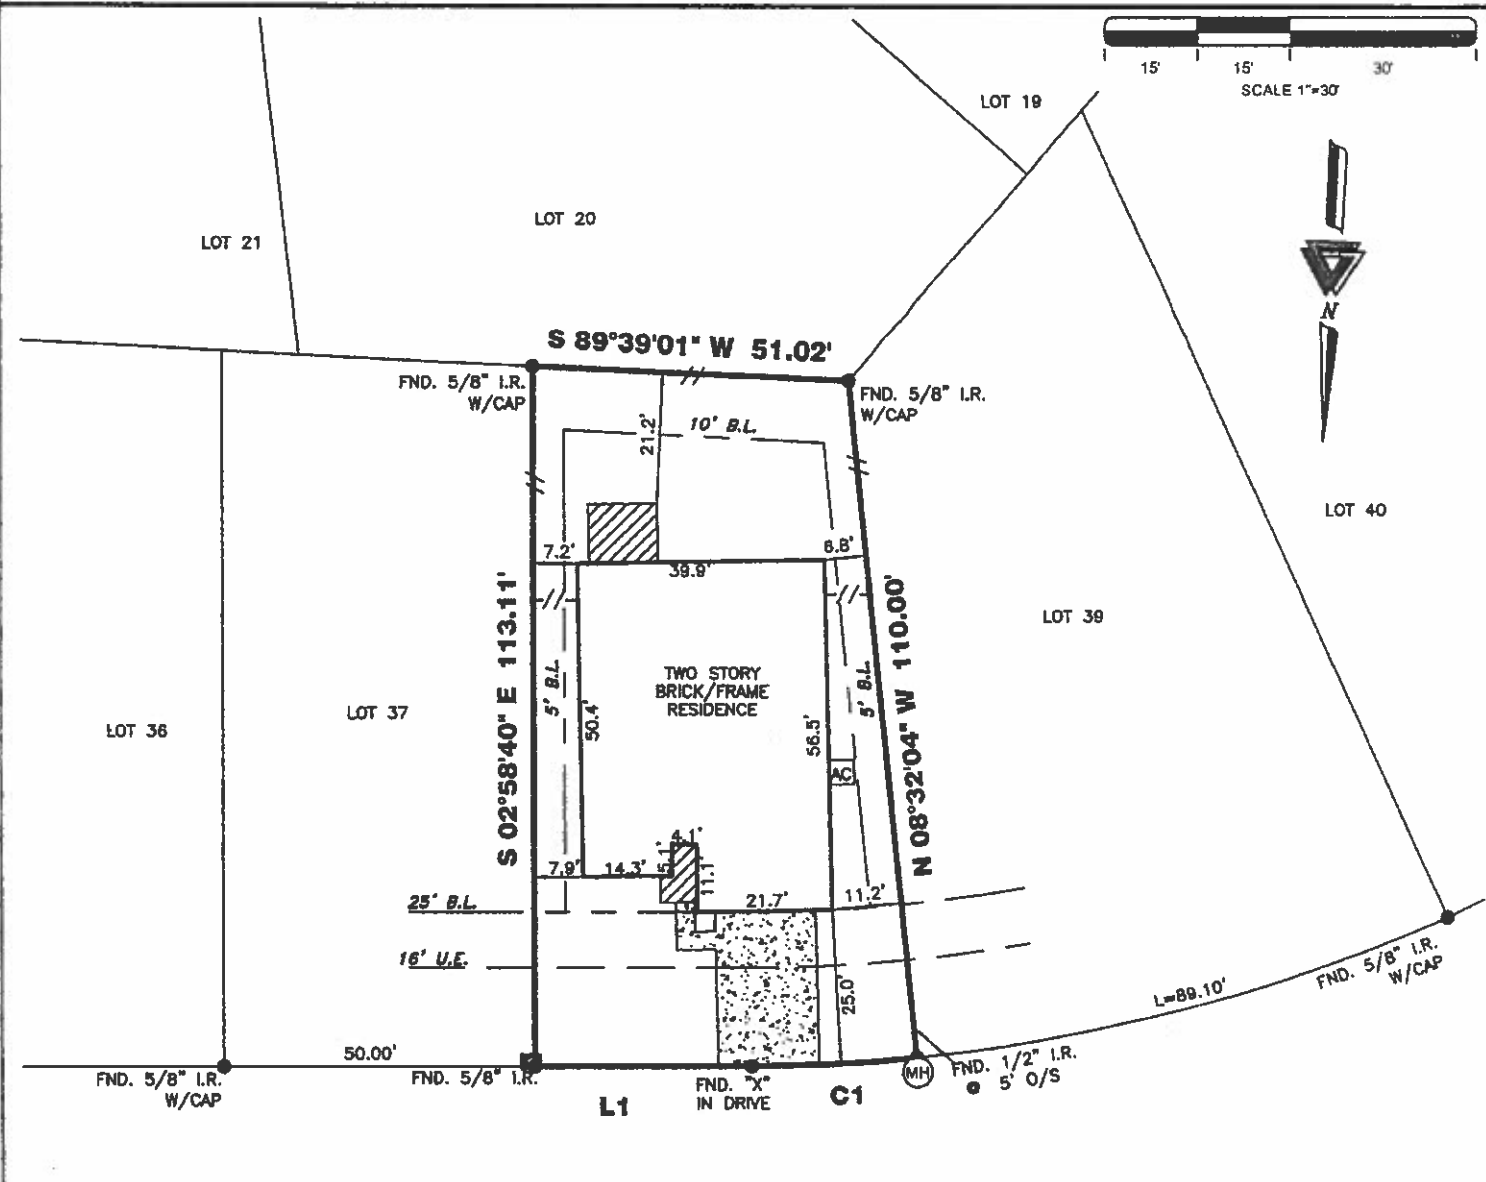 15' 15' 30'
SCALE 1"=30'
LOT 19
LOT 20
LOT 21
N
S 89°39'01" W 51.02'
FND. 5/8" I.R.
W/CAP
FND. 5/8" I.R.
W/CAP
21.2'
10' B.L.
LOT 40
7.2'
39.9'
6.8'
S 02°58'40" E 113.11'
N 08°32'04" W 110.00'
LOT 39
5' B.L.
50.4'
TWO STORY
BRICK/FRAME
RESIDENCE
56.5'
5' B.L.
LOT 36
LOT 37
AC
4.1'
5.1'
11.1'
7.9'
14.3'
21.7'
11.2'
25' B.L.
16' U.E.
25.0'
L=89.10'
FND. 5/8" I.R.
W/CAP
50.00'
FND. 5/8" I.R.
W/CAP
FND. 5/8" I.R.
FND. "X"
IN DRIVE
MH
FND. 1/2" I.R.
@ 5' O/S
L1
C1